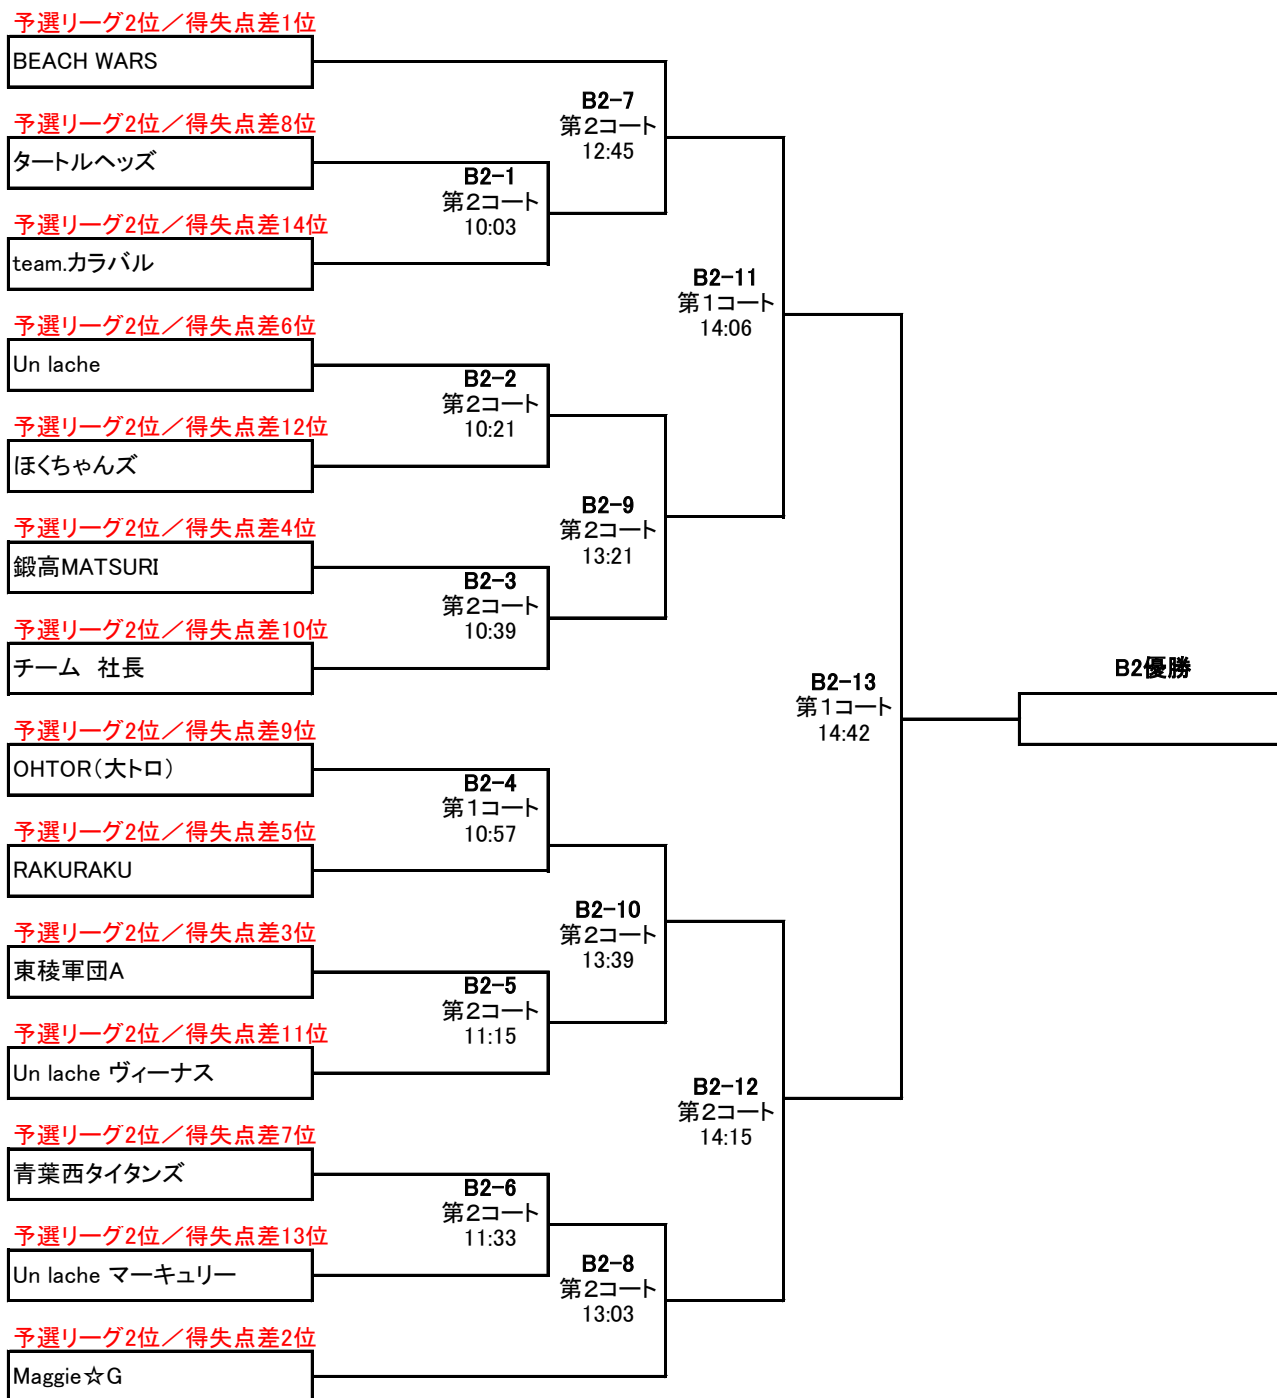 予選リーグ2位／得失点差1位
BEACH WARS
予選リーグ2位／得失点差8位
タートルヘッズ
予選リーグ2位／得失点差14位
team.カラバル
予選リーグ2位／得失点差6位
Un lache
予選リーグ2位／得失点差12位
ほくちゃんズ
予選リーグ2位／得失点差4位
鍛高MATSURI
予選リーグ2位／得失点差10位
チーム　社長
予選リーグ2位／得失点差9位
OHTOR（大トロ）
予選リーグ2位／得失点差5位
RAKURAKU
予選リーグ2位／得失点差3位
東稜軍団A
予選リーグ2位／得失点差11位
Un lache ヴィーナス
予選リーグ2位／得失点差7位
青葉西タイタンズ
予選リーグ2位／得失点差13位
Un lache マーキュリー
予選リーグ2位／得失点差2位
Maggie☆G
B2-1
第2コート
10:03
B2-2
第2コート
10:21
B2-3
第2コート
10:39
B2-4
第1コート
10:57
B2-5
第2コート
11:15
B2-6
第2コート
11:33
B2-7
第2コート
12:45
B2-9
第2コート
13:21
B2-10
第2コート
13:39
B2-8
第2コート
13:03
B2-11
第1コート
14:06
B2-12
第2コート
14:15
B2-13
第1コート
14:42
B2優勝